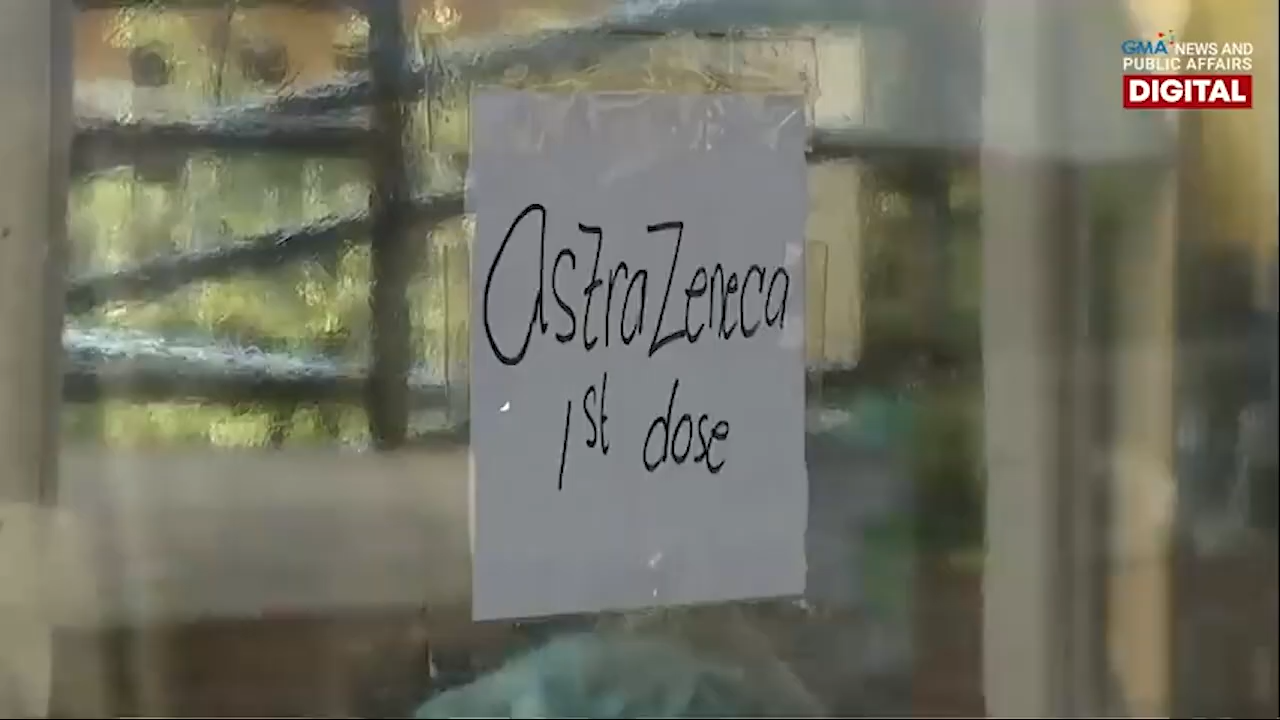 GMA NEWS AND
PUBLIC AFFAIRS
DIGITAL
AstraZeneca
1st dose